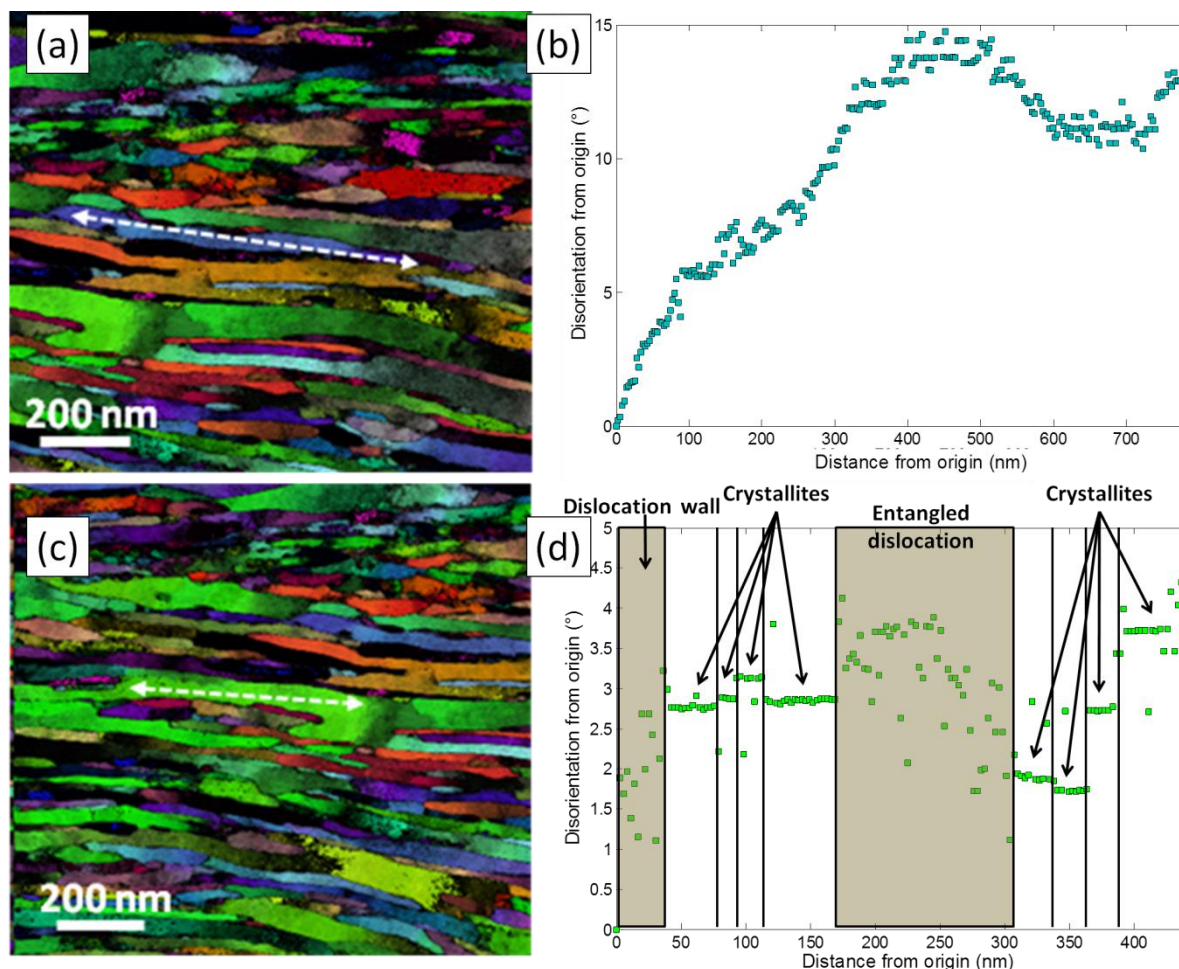 (a)
200 nm
(b)
15
10
5
0
Disorientation from origin (°)
0 100 200 300 400 500 600 700
Distance from origin (nm)
(c)
200 nm
(d)
Dislocation wall
Crystallites
Entangled
dislocation
Crystallites
5
4.5
4
3.5
3
2.5
2
1.5
1
0.5
0
Disorientation from origin (°)
0 50 100 150 200 250 300 350 400
Distance from origin (nm)